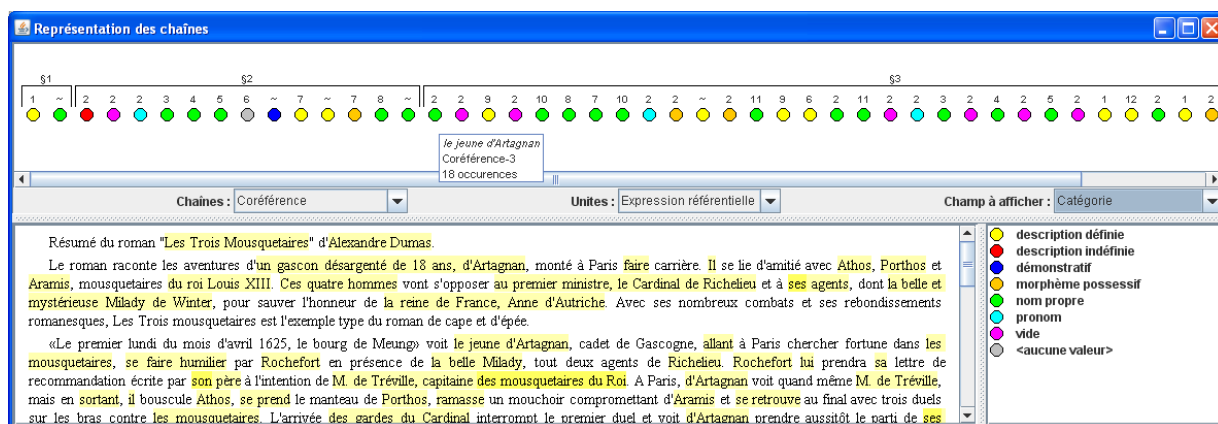 Représentation des chaînes
§1 §2 §3
1 ~ 2 2 2 3 4 5 6 ~ 7 ~ 7 8 ~ 2 2 9 2 10 8 7 10 2 2 ~ 2 11 9 6 2 11 2 2 3 2 4 2 5 2 1 12 2 1 2
le jeune d'Artagnan
Coréférence-3
18 occurences
Chaînes : Coréférence Unites : Expression référentielle Champ à afficher : Catégorie
Résumé du roman "Les Trois Mousquetaires" d'Alexandre Dumas.
Le roman raconte les aventures d'un gascon désargenté de 18 ans, d'Artagnan, monté à Paris faire carrière. Il se lie d'amitié avec Athos, Porthos et
Aramis, mousquetaires du roi Louis XIII. Ces quatre hommes vont s'opposer au premier ministre, le Cardinal de Richelieu et à ses agents, dont la belle et
mystérieuse Milady de Winter, pour sauver l'honneur de la reine de France, Anne d'Autriche. Avec ses nombreux combats et ses rebondissements
romanesques, Les Trois mousquetaires est l'exemple type du roman de cape et d'épée.
«Le premier lundi du mois d'avril 1625, le bourg de Meung» voit le jeune d'Artagnan, cadet de Gascogne, allant à Paris chercher fortune dans les
mousquetaires, se faire humilier par Rochefort en présence de la belle Milady, tout deux agents de Richelieu. Rochefort lui prendra sa lettre de
recommandation écrite par son père à l'intention de M. de Tréville, capitaine des mousquetaires du Roi. A Paris, d'Artagnan voit quand même M. de Tréville,
mais en sortant, il bouscule Athos, se prend le manteau de Porthos, ramasse un mouchoir compromettant d'Aramis et se retrouve au final avec trois duels
sur les bras contre les mousquetaires. L'arrivée des gardes du Cardinal interrompt le premier duel et voit d'Artagnan prendre aussitôt le parti de ses
description définie
description indéfinie
démonstratif
morphème possessif
nom propre
pronom
vide
<aucune valeur>